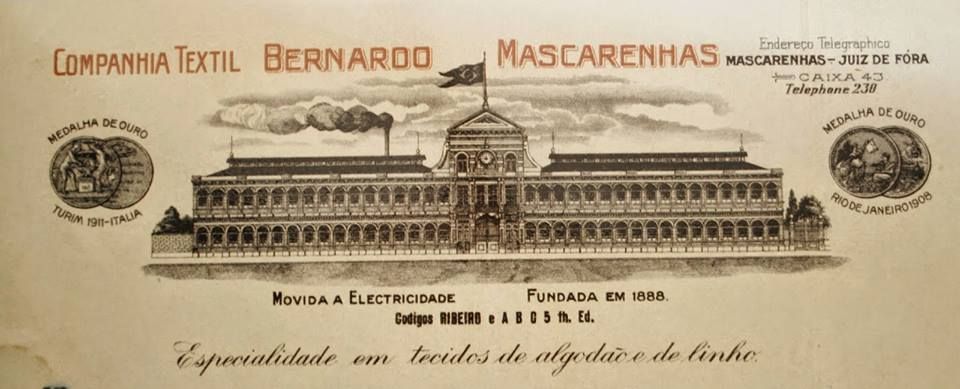 COMPANHIA TEXTIL BERNARDO MASCARENHAS
Endereço Telegraphico
MASCARENHAS-JUIZ DE FÓRA
CAIXA 43
Telephone 238
MEDALHA DE OURO
TURIM 1911-ITALIA
MEDALHA DE OURO
RIO DE JANEIRO 1908
MOVIDA A ELECTRICIDADE FUNDADA EM 1888.
Codigos RIBEIRO e A B C 5 th. Ed.
Especialidade em tecidos de algodão e de linho.